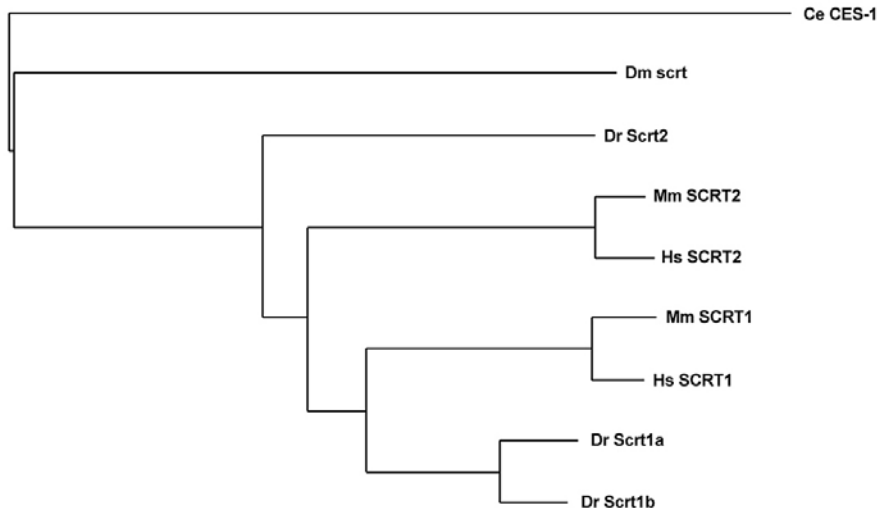 Ce CES-1
Dm scrt
Dr Scrt2
Mm SCRT2
Hs SCRT2
Mm SCRT1
Hs SCRT1
Dr Scrt1a
Dr Scrt1b